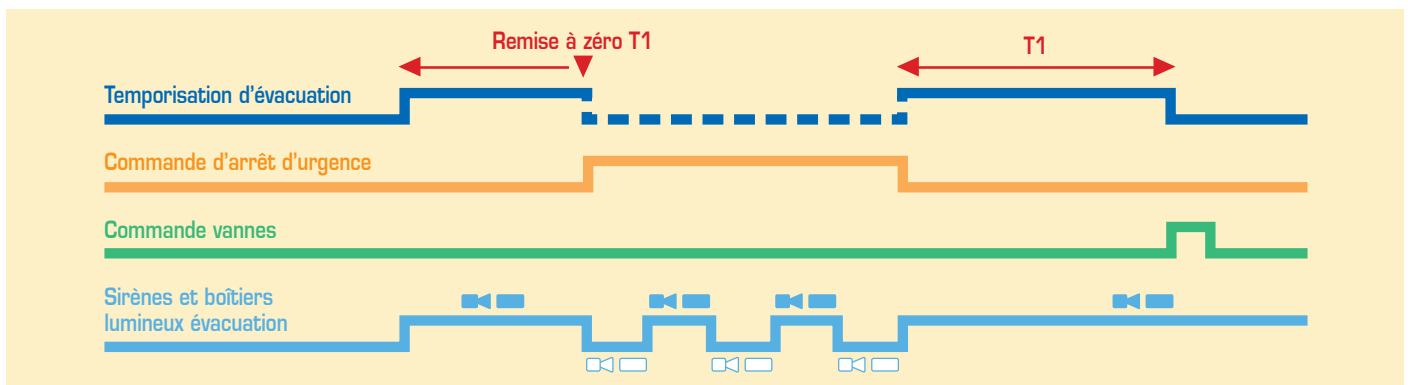 Remise à zéro T1
T1
Temporisation d'évacuation
Commande d'arrêt d'urgence
Commande vannes
Sirènes et boîtiers
lumineux évacuation